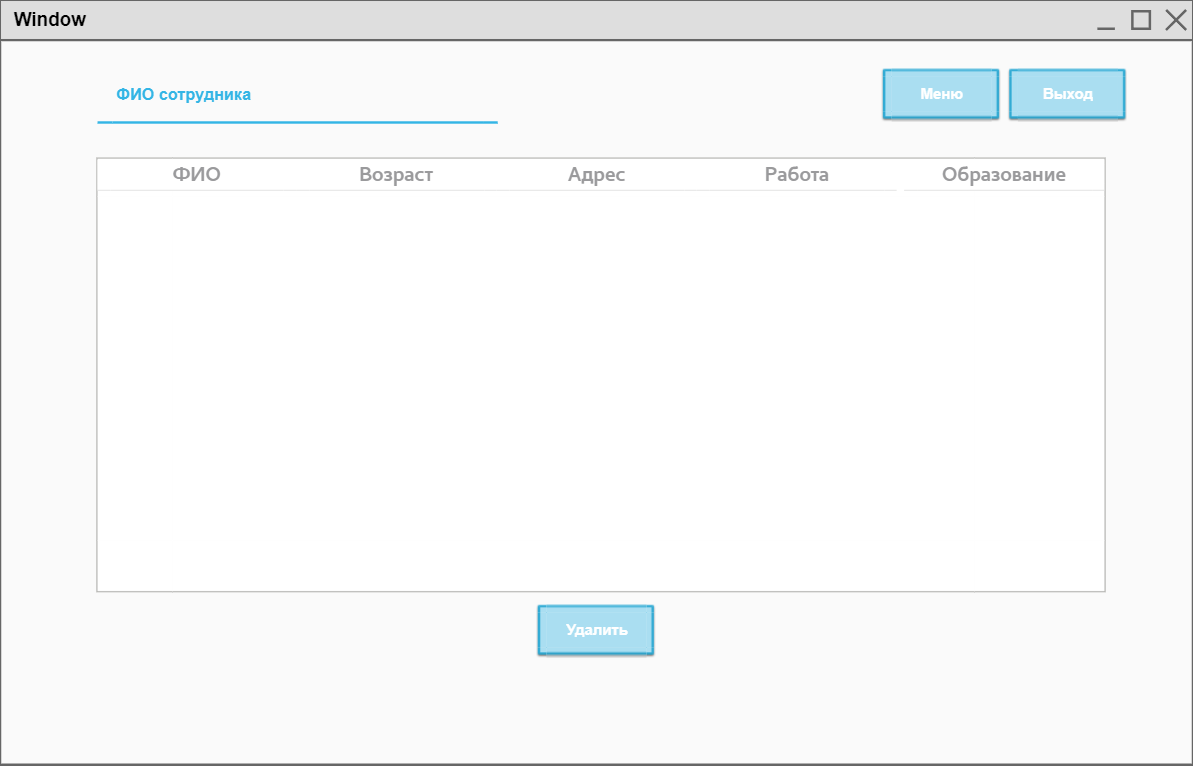 Window
ФИО сотрудника
Меню
Выход
ФИО Возраст Адрес Работа Образование
Удалить